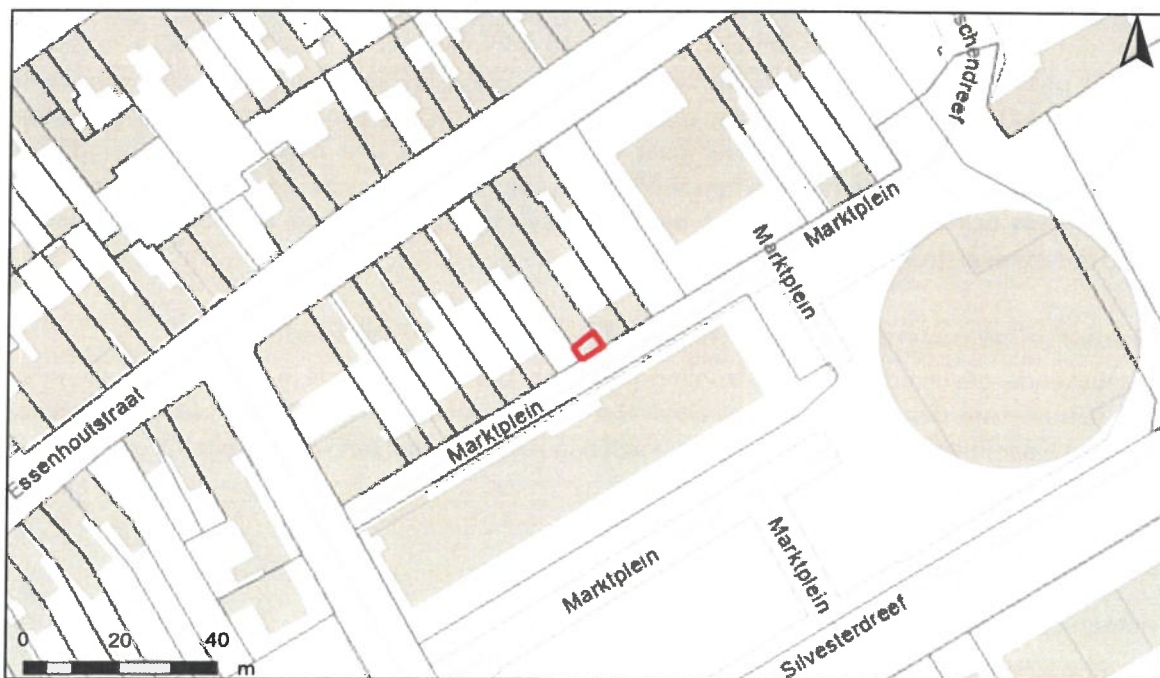 schendreef
Marktplein
Marktplein
Essenhoutstraat
Marktplein
Marktplein
Marktplein
Silvesterdreef
0 20 40
m